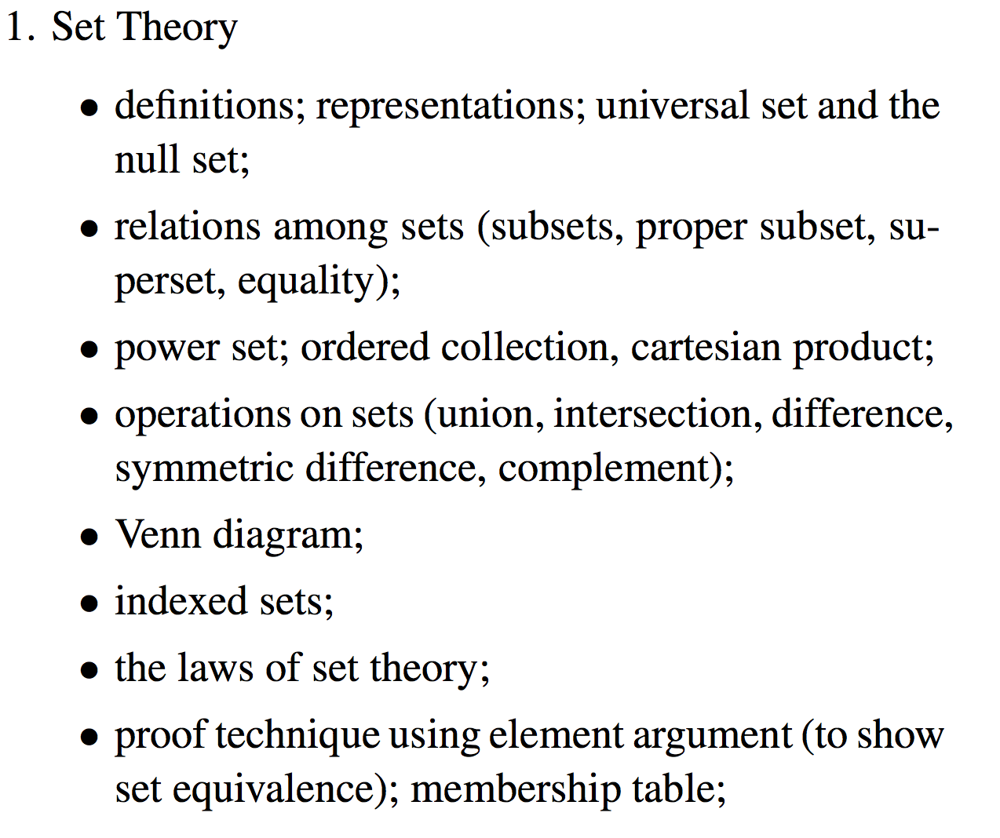 1. Set Theory
• definitions; representations; universal set and the
null set;
• relations among sets (subsets, proper subset, su-
perset, equality);
• power set; ordered collection, cartesian product;
• operations on sets (union, intersection, difference,
symmetric difference, complement);
• Venn diagram;
• indexed sets;
• the laws of set theory;
• proof technique using element argument (to show
set equivalence); membership table;